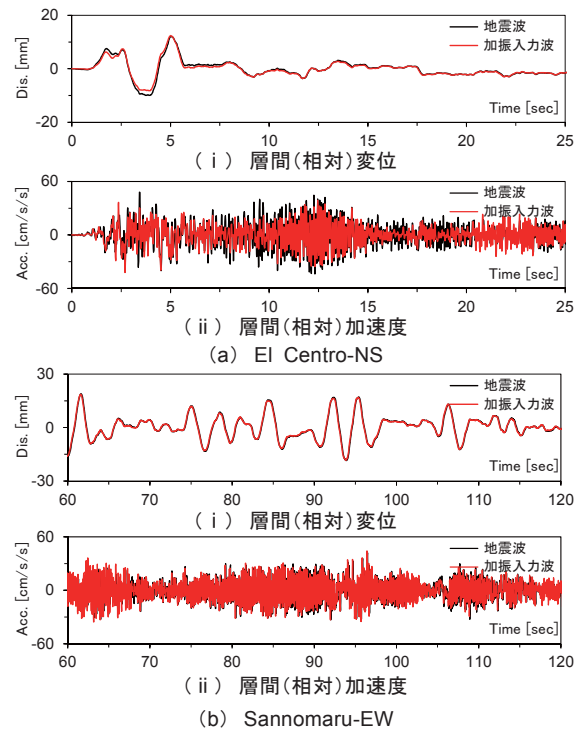 20
0
-20
Dis. [mm]
地震波
加振入力波
Time [sec]
0 5 10 15 20 25
(ⅰ) 層間(相対)変位
60
0
-60
Acc. [cm/s/s]
地震波
加振入力波
Time [sec]
0 5 10 15 20 25
(ⅱ) 層間(相対)加速度
(a) El Centro-NS
30
0
-30
Dis. [mm]
地震波
加振入力波
Time [sec]
60 70 80 90 100 110 120
(ⅰ) 層間(相対)変位
60
0
-60
Acc. [cm/s/s]
地震波
加振入力波
Time [sec]
60 70 80 90 100 110 120
(ⅱ) 層間(相対)加速度
(b) Sannomaru-EW